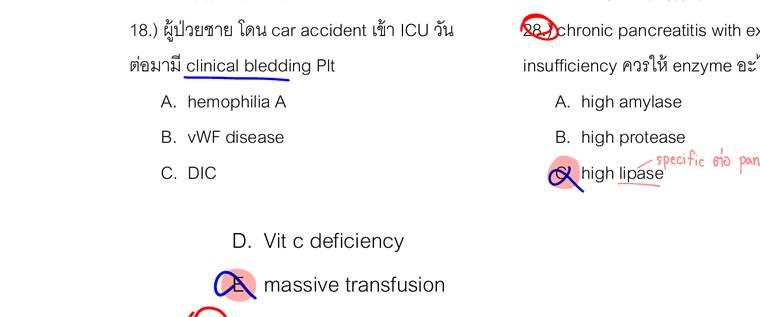 18.) ผู้ป่วยชาย โดน car accident เข้า ICU วัน
ต่อมามี clinical bledding Plt
A. hemophilia A
B. vWF disease
C. DIC
D. Vit c deficiency
E. massive transfusion
28.) chronic pancreatitis with ex
insufficiency ควรให้ enzyme อะไ
A. high amylase
B. high protease
C. high lipase
specific ต่อ pan